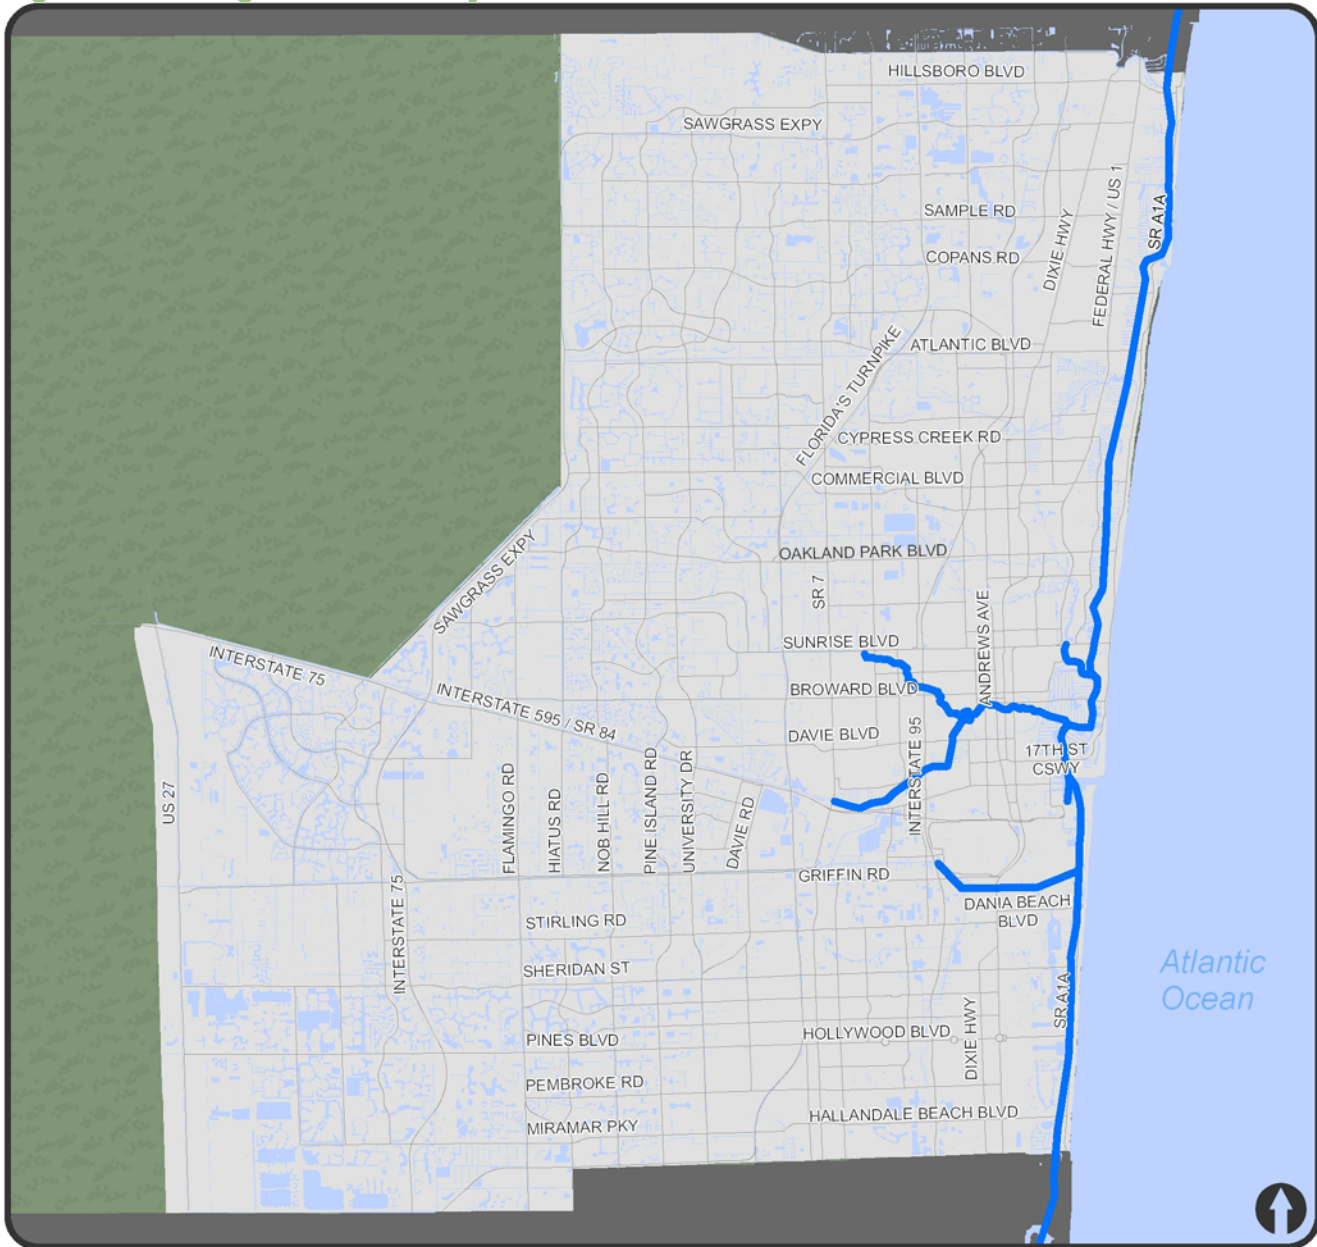 HILLSBORO BLVD
SAWGRASS EXPY
SAMPLE RD
COPANS RD
DIXIE HWY
FEDERAL HWY / US 1
SR A1A
ATLANTIC BLVD
FLORIDA'S TURNPIKE
CYPRESS CREEK RD
COMMERCIAL BLVD
OAKLAND PARK BLVD
SAWGRASS EXPY
SR 7
ANDREWS AVE
SUNRISE BLVD
INTERSTATE 75
INTERSTATE 595 / SR 84
BROWARD BLVD
DAVIE BLVD
17TH ST
CSWY
INTERSTATE 95
US 27
FLAMINGO RD
HIATUS RD
NOB HILL RD
PINE ISLAND RD
UNIVERSITY DR
DAVIE RD
GRIFFIN RD
DANIA BEACH
BLVD
INTERSTATE 75
STIRLING RD
SHERIDAN ST
Atlantic
Ocean
SR A1A
PINES BLVD
HOLLYWOOD BLVD
DIXIE HWY
PEMBROKE RD
HALLANDALE BEACH BLVD
MIRAMAR PKY